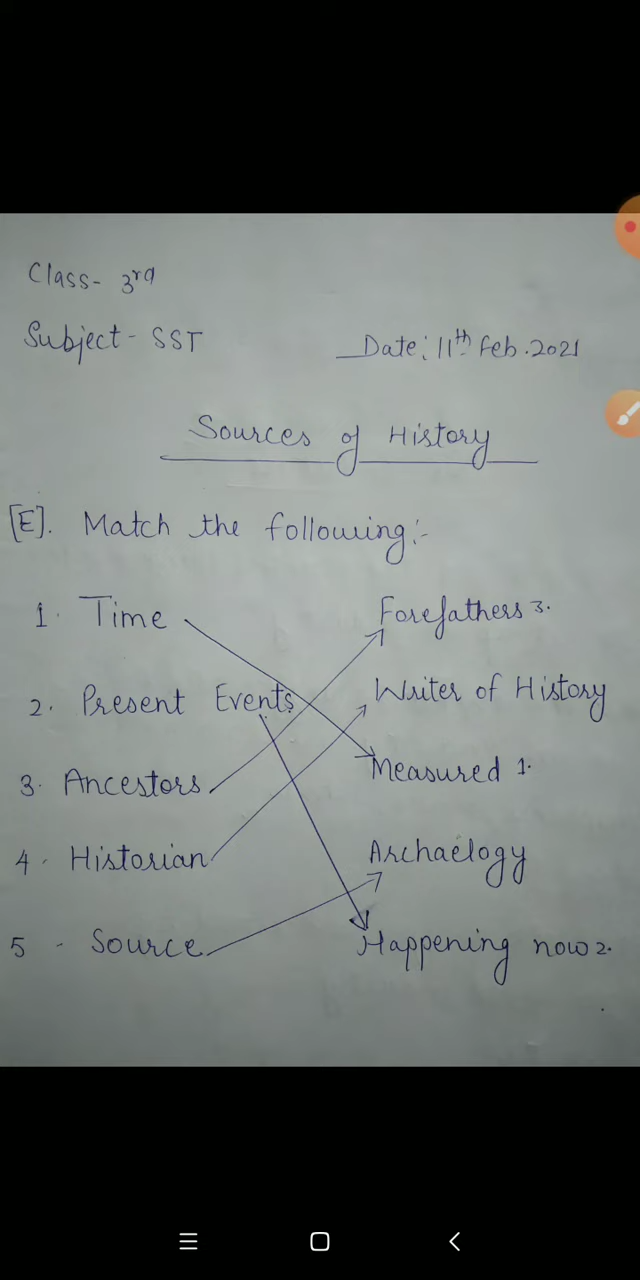 Class- 3rd
Subject- SST
Date: 11th Feb. 2021
Sources of History
[E]. Match the following:-
1. Time
Forefathers 3.
2. Present Events
Writer of History
3. Ancestors
Measured 1.
4. Historian
Archaelogy
5 - Source
Happening now 2.